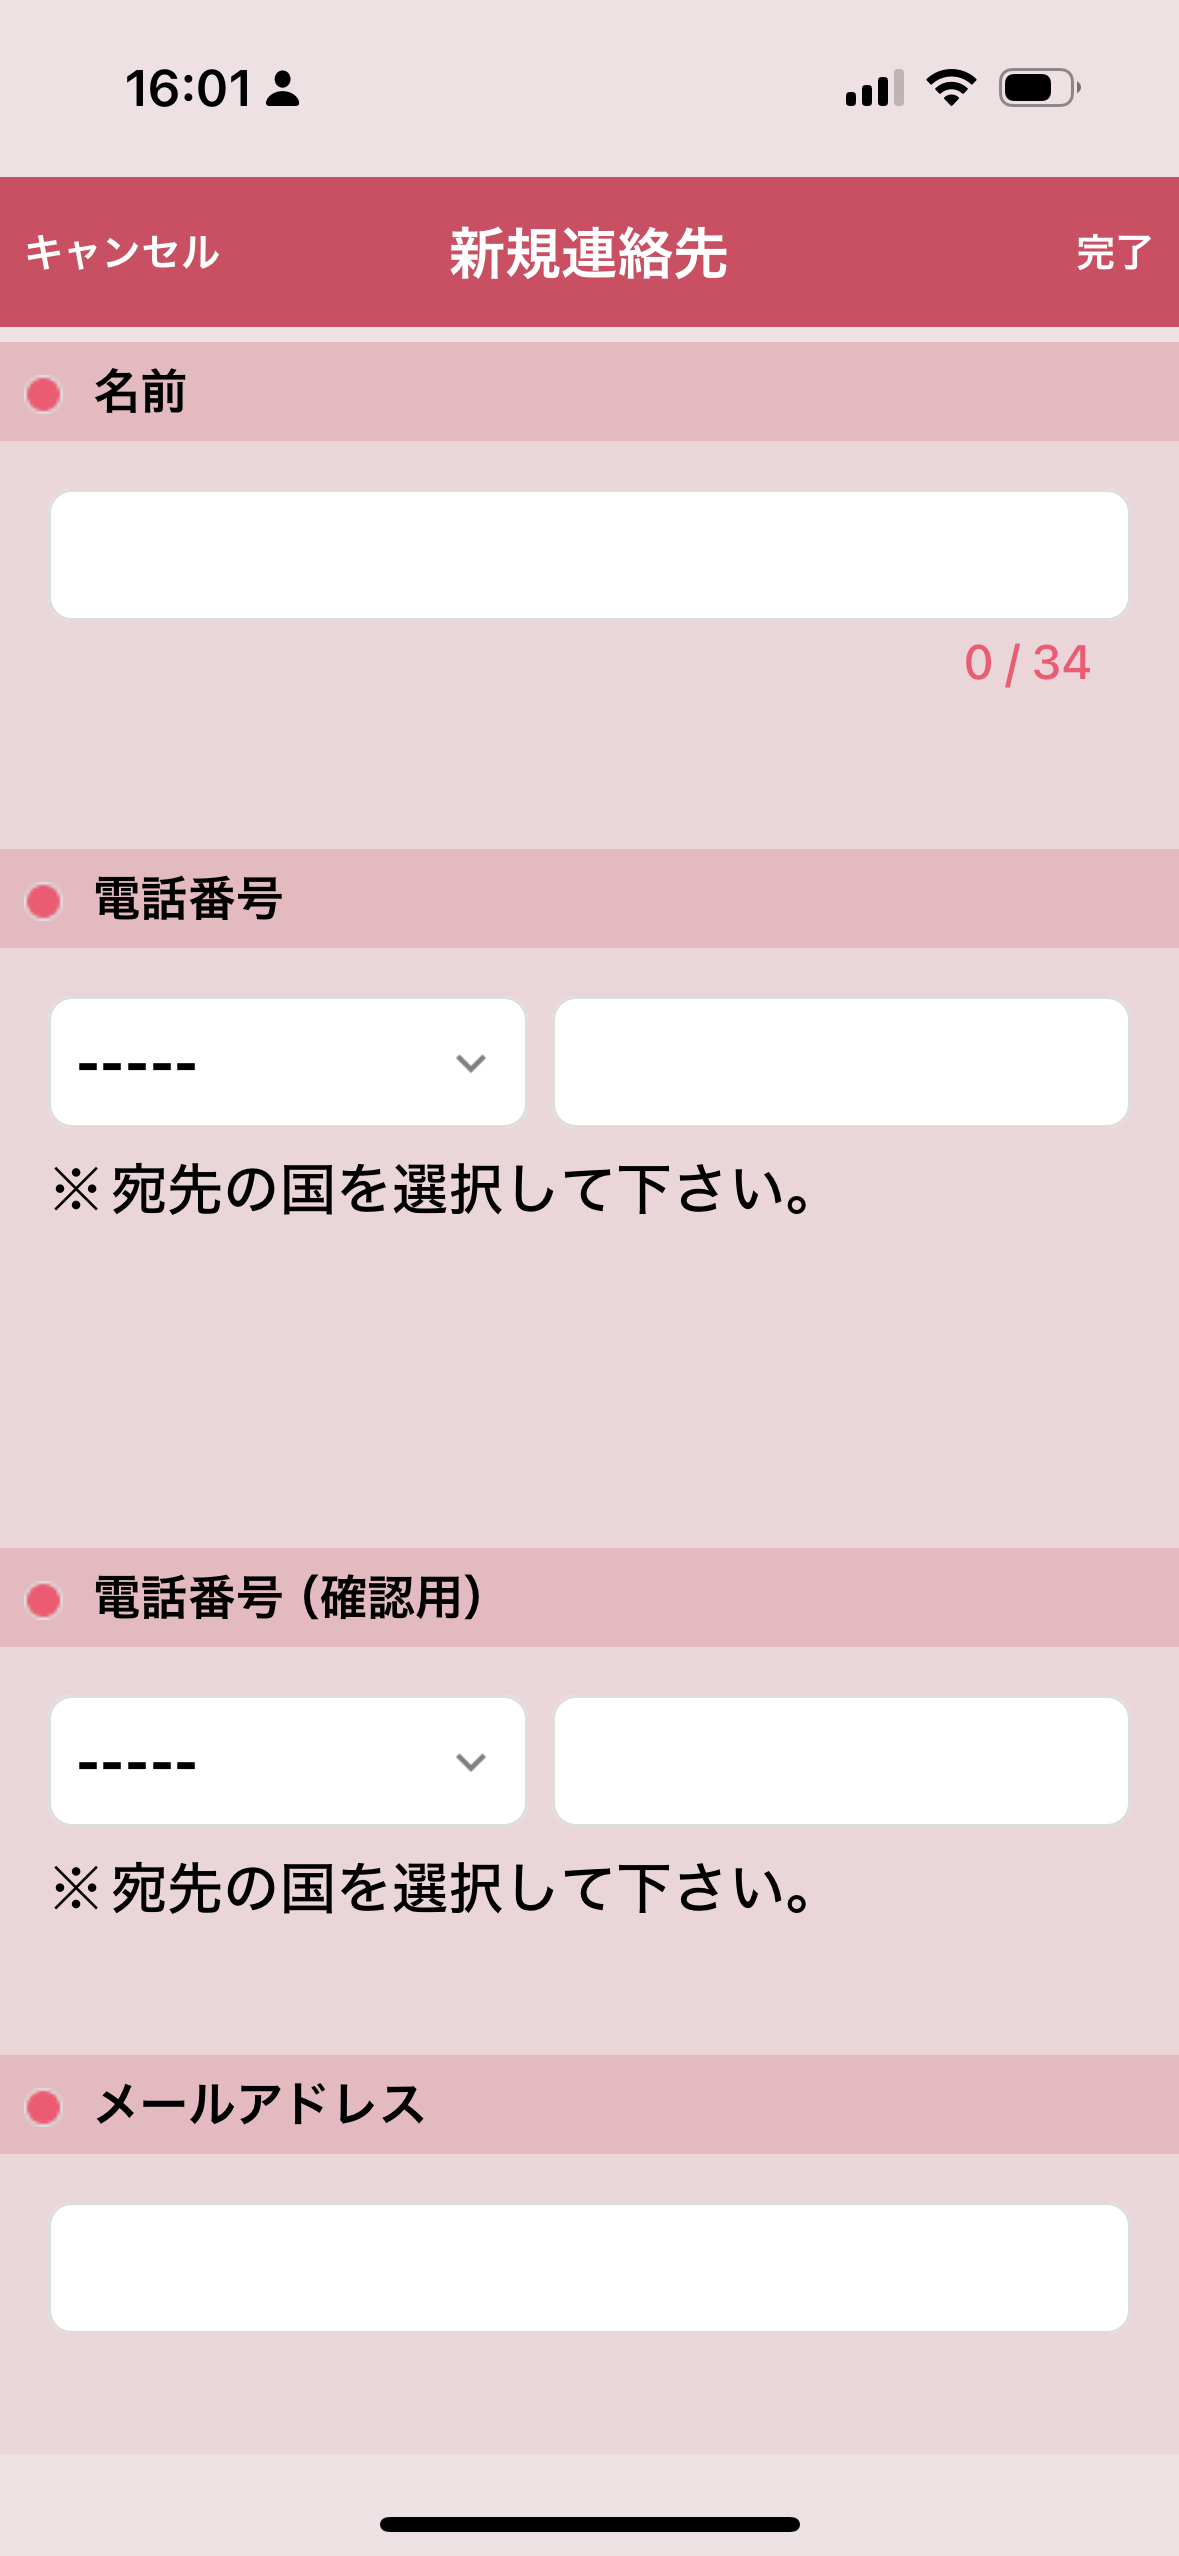 16:01
キャンセル 新規連絡先 完了
名前
0 / 34
電話番号
-----
※宛先の国を選択して下さい。
電話番号（確認用）
-----
※宛先の国を選択して下さい。
メールアドレス